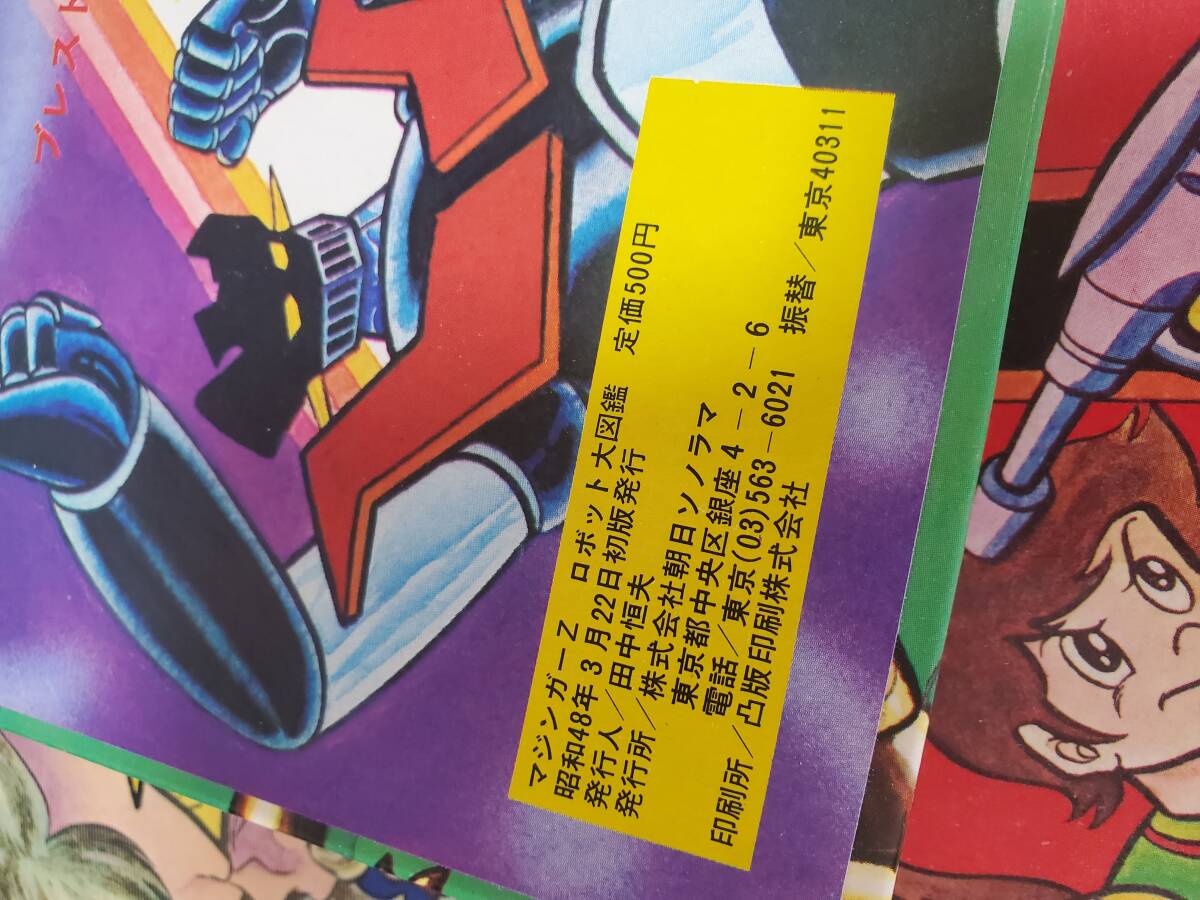 ブレスト
マジンガーZ ロボット大図鑑 定価500円
昭和48年3月22日初版発行
発行人/田中恒夫
発行所/株式会社朝日ソノラマ
東京都中央区銀座4-2-6
電話/東京(03)563-6021 振替/東京40311
印刷所/凸版印刷株式会社